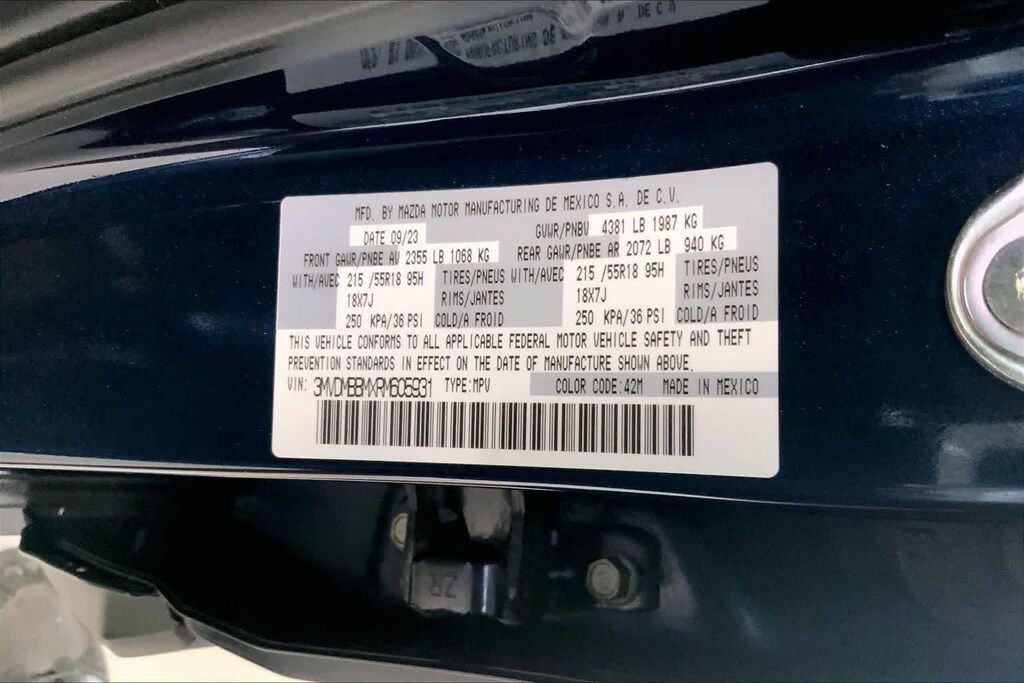 MFD. BY MAZDA MOTOR MANUFACTURING DE MEXICO S.A. DE C.V.
DATE 09/23 GVWR/PNBV 4381 LB 1987 KG
FRONT GAWR/PNBE AV 2355 LB 1068 KG REAR GAWR/PNBE AR 2072 LB 940 KG
WITH/AVEC 215 /55R18 95H TIRES/PNEUS WITH/AVEC 215 /55R18 95H TIRES/PNEUS
18X7J RIMS/JANTES 18X7J RIMS/JANTES
250 KPA/36 PSI COLD/A FROID 250 KPA/36 PSI COLD/A FROID
THIS VEHICLE CONFORMS TO ALL APPLICABLE FEDERAL MOTOR VEHICLE SAFETY AND THEFT
PREVENTION STANDARDS IN EFFECT ON THE DATE OF MANUFACTURE SHOWN ABOVE.
VIN: 3MVDMBBMXRM605931 TYPE:MPV COLOR CODE:42M MADE IN MEXICO